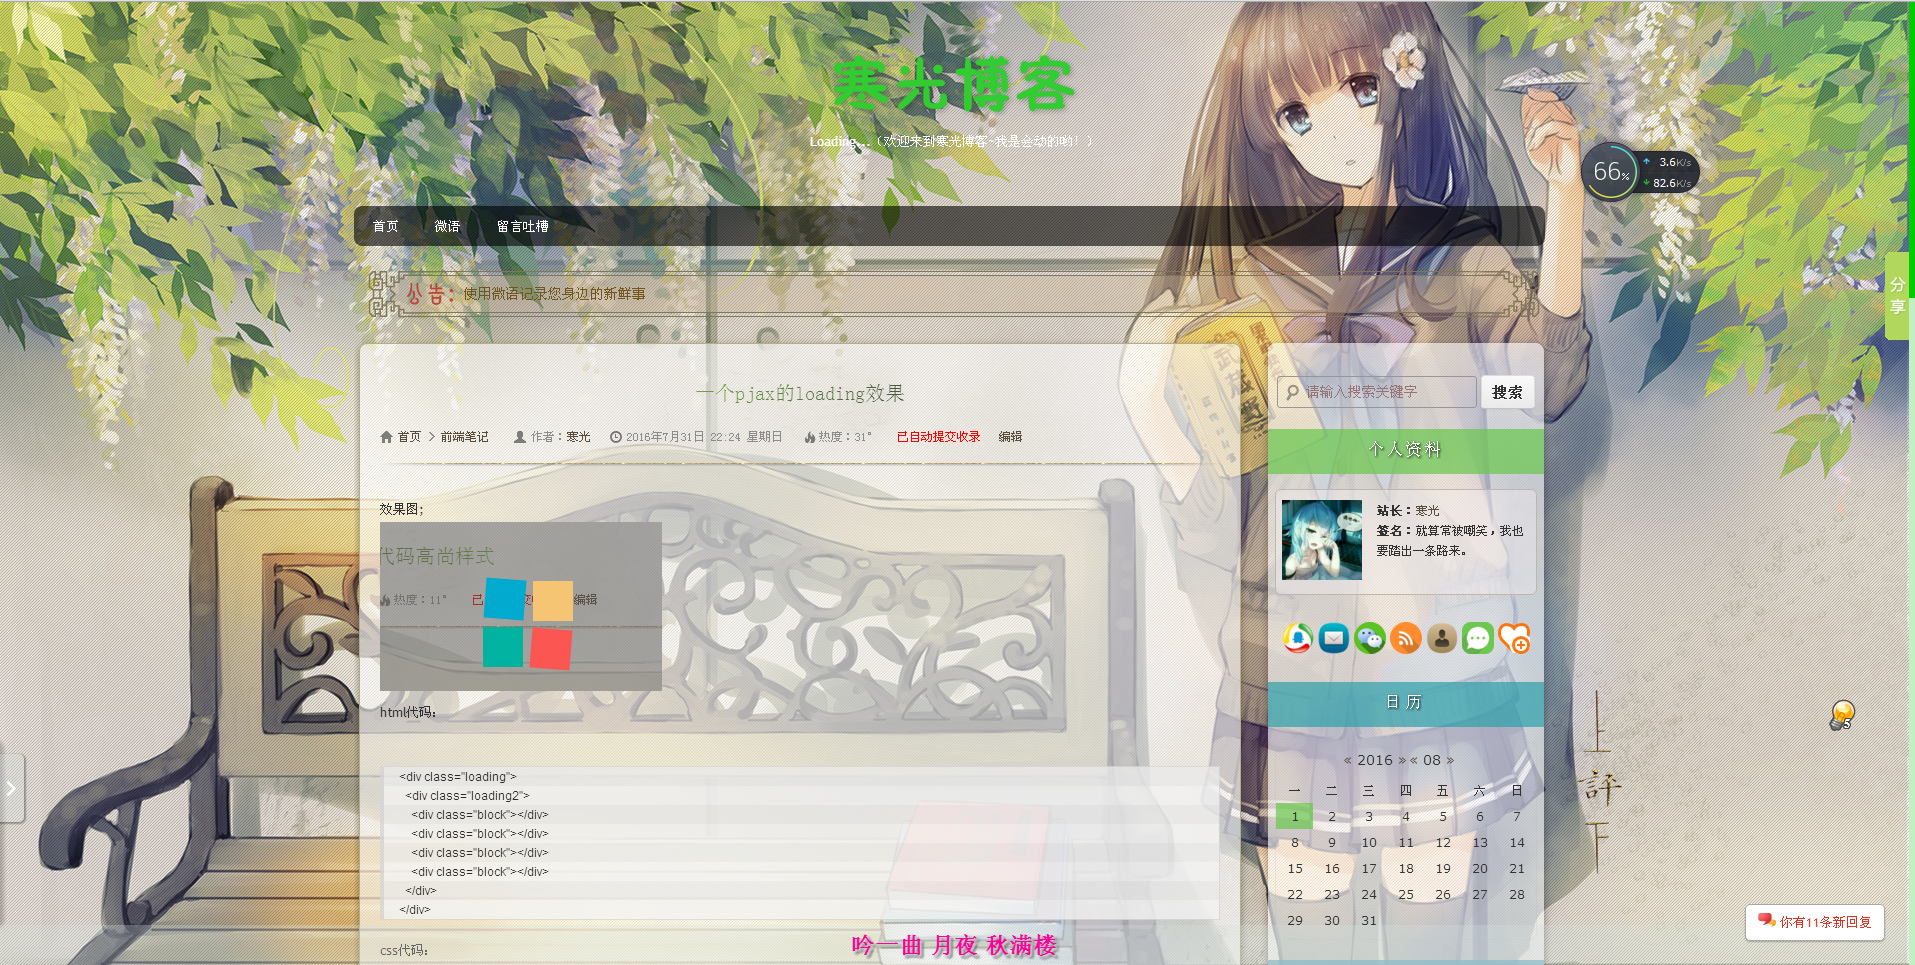 寒光博客
Loading...（欢迎来到寒光博客~我是会动的哟！）
66%
3.6K/s
82.6K/s
首页 微语 留言吐槽
公告：使用微语记录您身边的新鲜事
分享
一个pjax的loading效果
首页 > 前端笔记 作者：寒光 2016年7月31日 22:24 星期日 热度：31° 已自动提交收录 编辑
效果图;
代码高尚样式
热度：11° 已 编辑
html代码：
<div class="loading">
<div class="loading2">
<div class="block"></div>
<div class="block"></div>
<div class="block"></div>
<div class="block"></div>
</div>
</div>
css代码：
吟一曲 月夜 秋满楼
请输入搜索关键字 搜索
个人资料
站长：寒光
签名：就算常被嘲笑，我也
要踏出一条路来。
日历
« 2016 » « 08 »
一 二 三 四 五 六 日
1 2 3 4 5 6 7
8 9 10 11 12 13 14
15 16 17 18 19 20 21
22 23 24 25 26 27 28
29 30 31
上
評
下
5
你有11条新回复